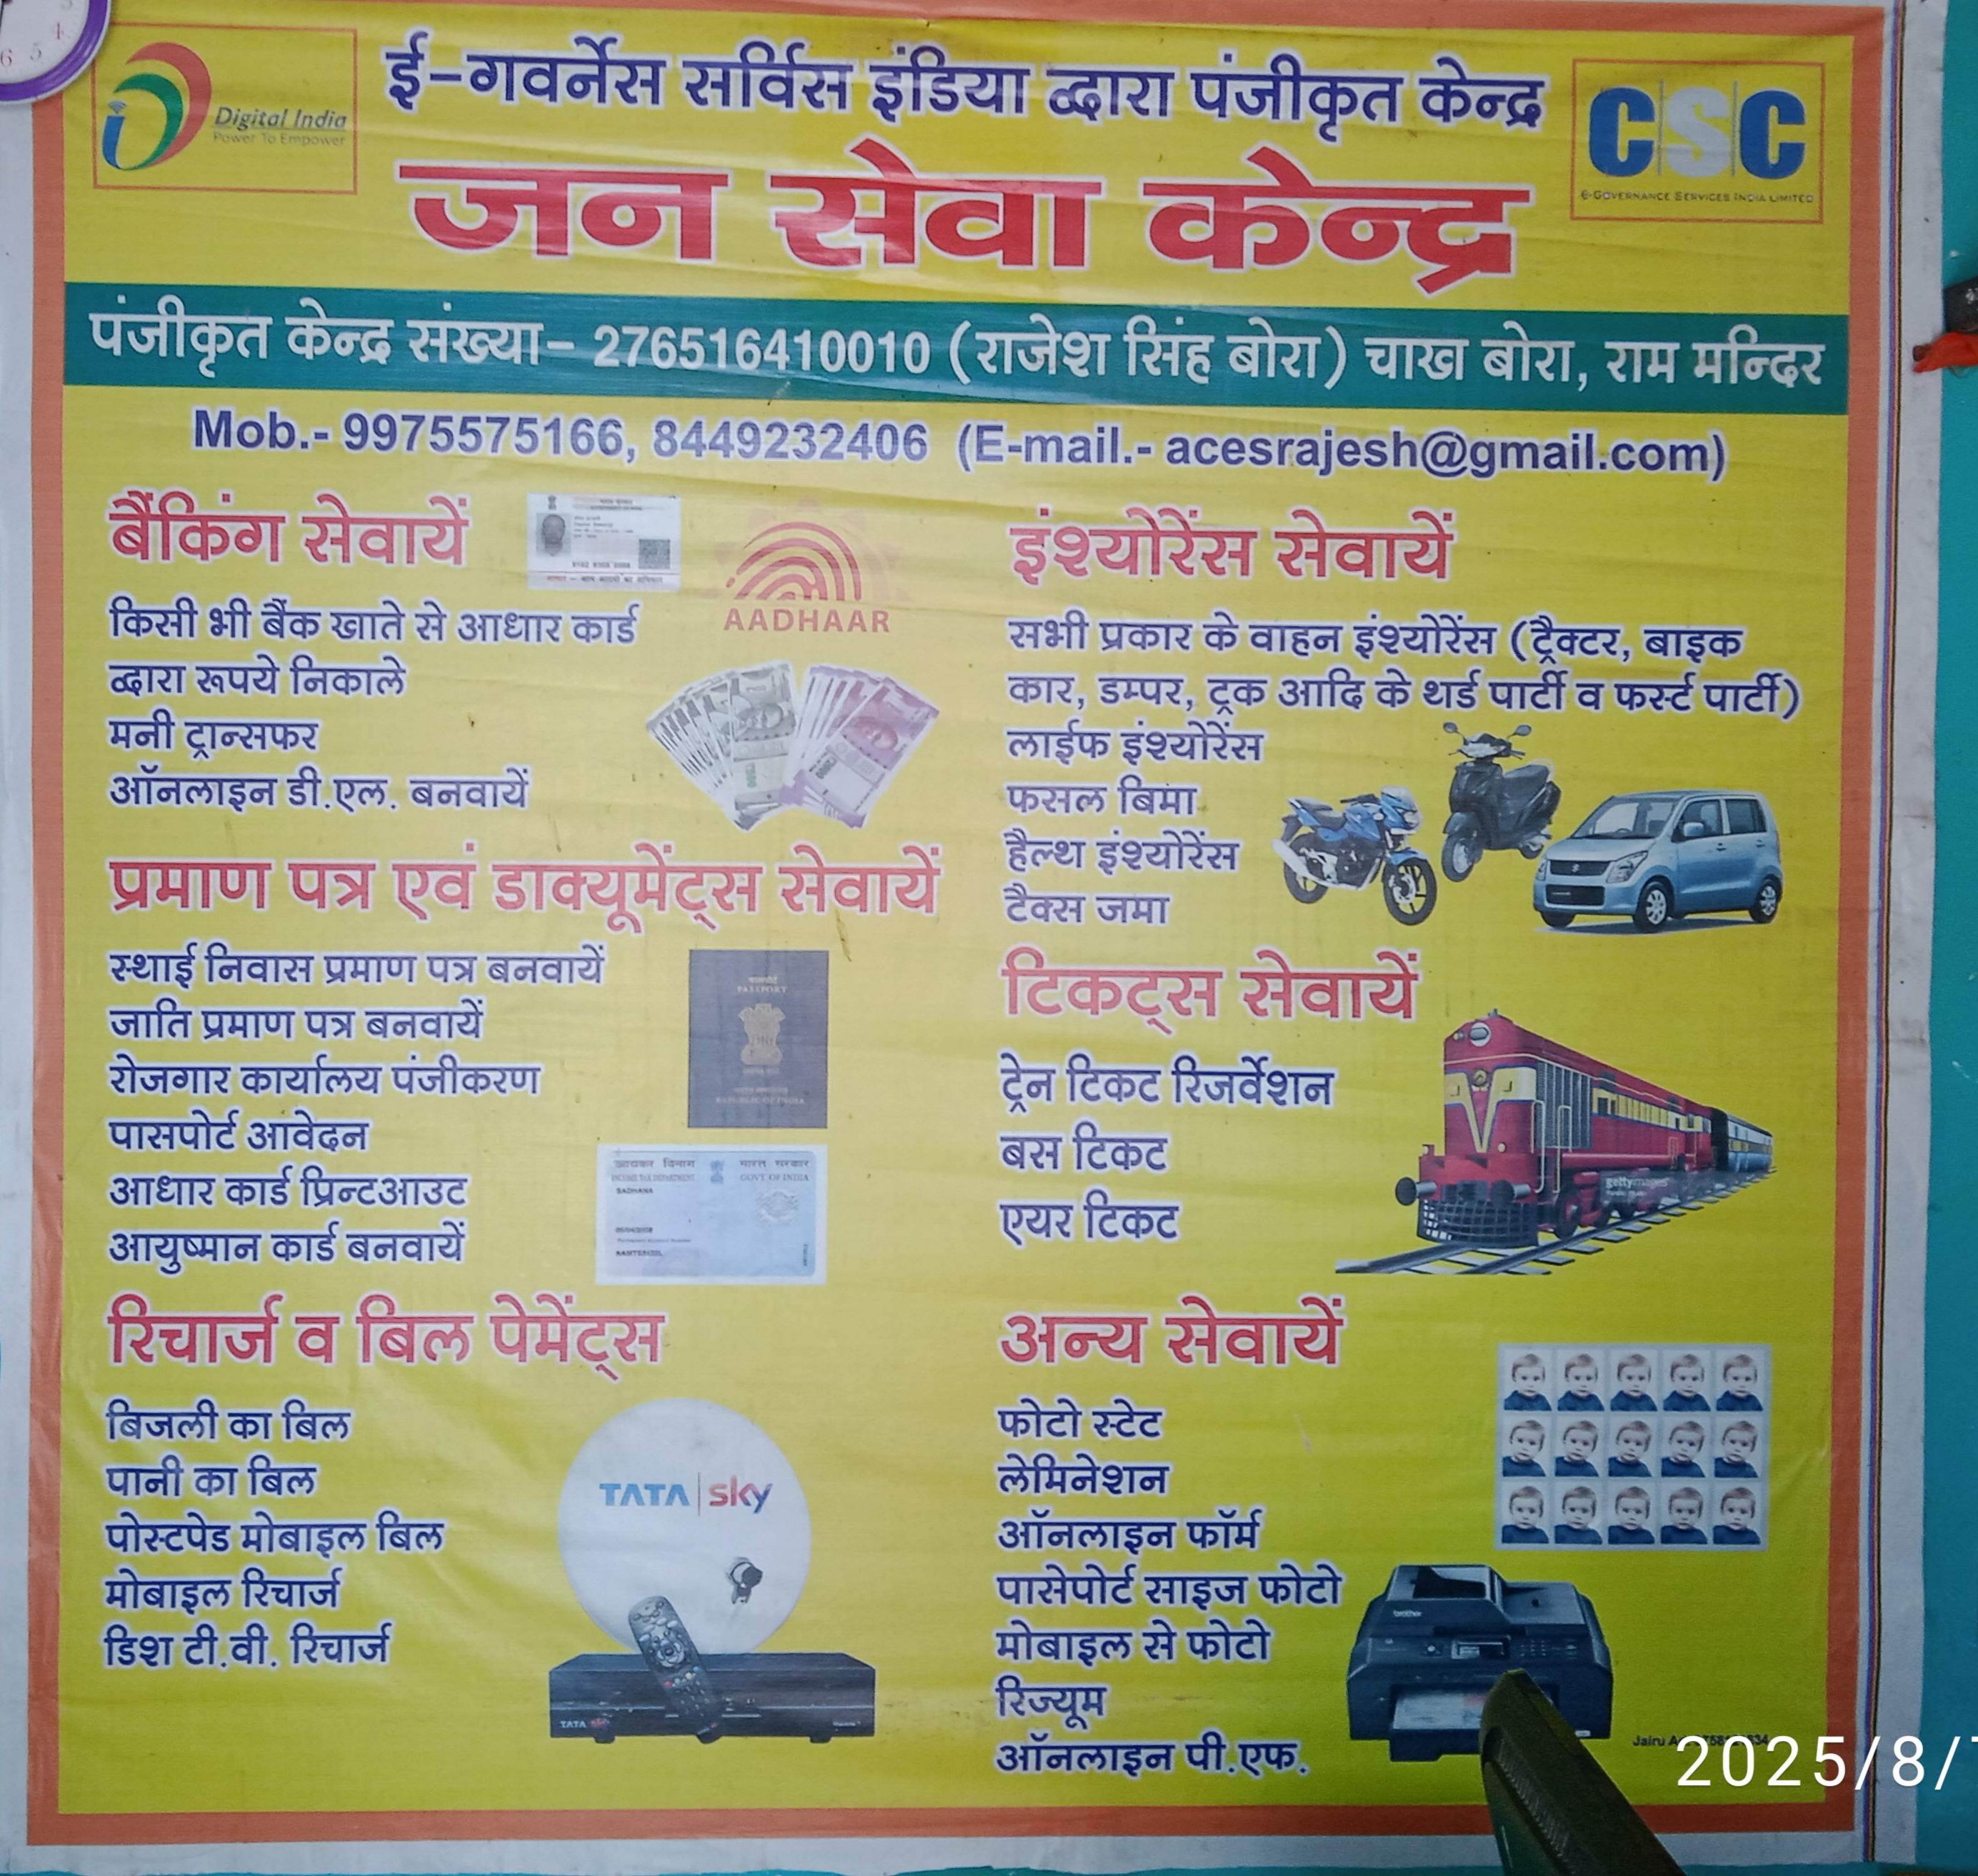 Digital India
Power To Empower
ई-गवर्नेस सर्विस इंडिया द्वारा पंजीकृत केन्द्र
CSC
E-GOVERNANCE SERVICES INDIA LIMITED
जन सेवा केन्द्र
पंजीकृत केन्द्र संख्या- 276516410010 (राजेश सिंह बोरा) चाख बोरा, राम मन्दिर
Mob.- 9975575166, 8449232406 (E-mail.- acesrajesh@gmail.com)
बैंकिंग सेवायें
AADHAAR
किसी भी बैंक खाते से आधार कार्ड
द्वारा रूपये निकाले
मनी ट्रान्सफर
ऑनलाइन डी.एल. बनवायें
प्रमाण पत्र एवं डाक्यूमेंट्स सेवायें
स्थाई निवास प्रमाण पत्र बनवायें
जाति प्रमाण पत्र बनवायें
रोजगार कार्यालय पंजीकरण
पासपोर्ट आवेदन
आधार कार्ड प्रिन्टआउट
आयुष्मान कार्ड बनवायें
PASSPORT
REPUBLIC OF INDIA
आयकर विभाग
भारत सरकार
INCOME TAX DEPARTMENT
GOVT. OF INDIA
SADHANA
रिचार्ज व बिल पेमेंट्स
बिजली का बिल
पानी का बिल
पोस्टपेड मोबाइल बिल
मोबाइल रिचार्ज
डिश टी.वी. रिचार्ज
TATA sky
TATA
इंश्योरेंस सेवायें
सभी प्रकार के वाहन इंश्योरेंस (ट्रैक्टर, बाइक
कार, डम्पर, ट्रक आदि के थर्ड पार्टी व फर्स्ट पार्टी)
लाईफ इंश्योरेंस
फसल बिमा
हैल्थ इंश्योरेंस
टैक्स जमा
टिकट्स सेवायें
ट्रेन टिकट रिजर्वेशन
बस टिकट
एयर टिकट
gettyimages
अन्य सेवायें
फोटो स्टेट
लेमिनेशन
ऑनलाइन फॉर्म
पासेपोर्ट साइज फोटो
मोबाइल से फोटो
रिज्यूम
ऑनलाइन पी.एफ.
brother
2025/8/